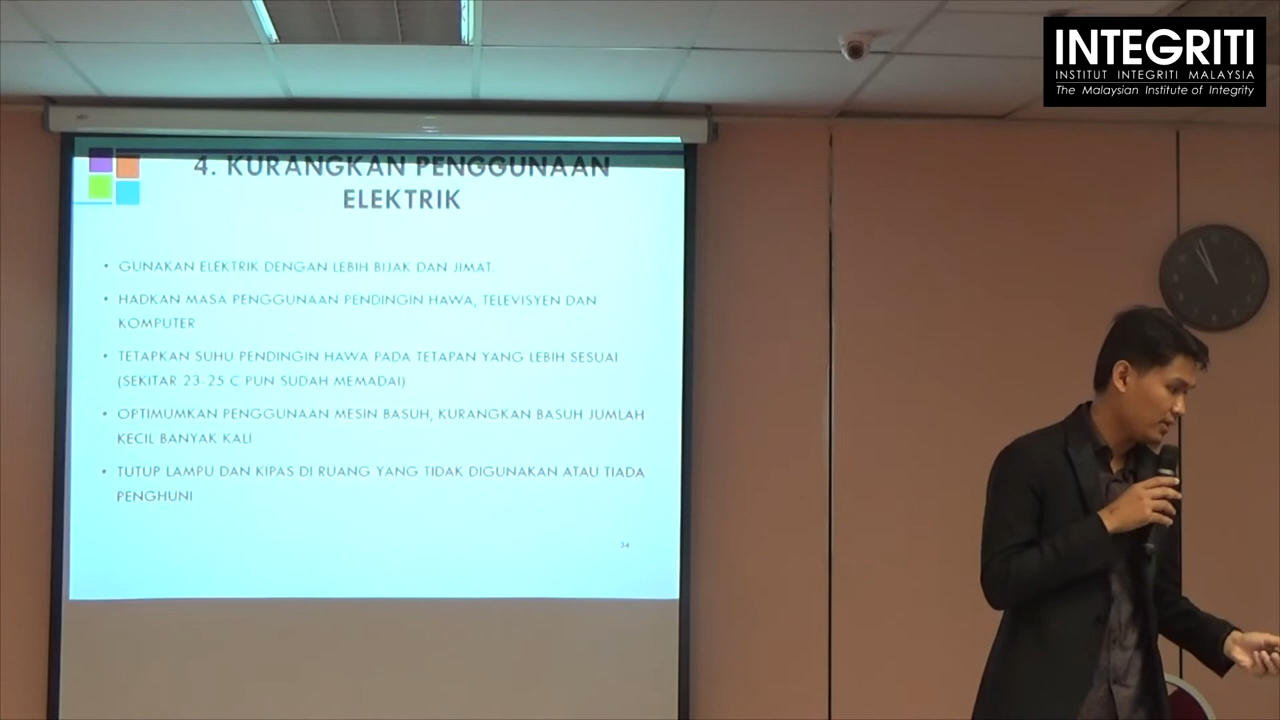 INTEGRITI
INSTITUT INTEGRITI MALAYSIA
The Malaysian Institute of Integrity
4. KURANGKAN PENGGUNAAN
ELEKTRIK
• GUNAKAN ELEKTRIK DENGAN LEBIH BIJAK DAN JIMAT.
• HADKAN MASA PENGGUNAAN PENDINGIN HAWA, TELEVISYEN DAN
KOMPUTER
• TETAPKAN SUHU PENDINGIN HAWA PADA TETAPAN YANG LEBIH SESUAI
(SEKITAR 23-25 C PUN SUDAH MEMADAI)
• OPTIMUMKAN PENGGUNAAN MESIN BASUH, KURANGKAN BASUH JUMLAH
KECIL BANYAK KALI
• TUTUP LAMPU DAN KIPAS DI RUANG YANG TIDAK DIGUNAKAN ATAU TIADA
PENGHUNI
34